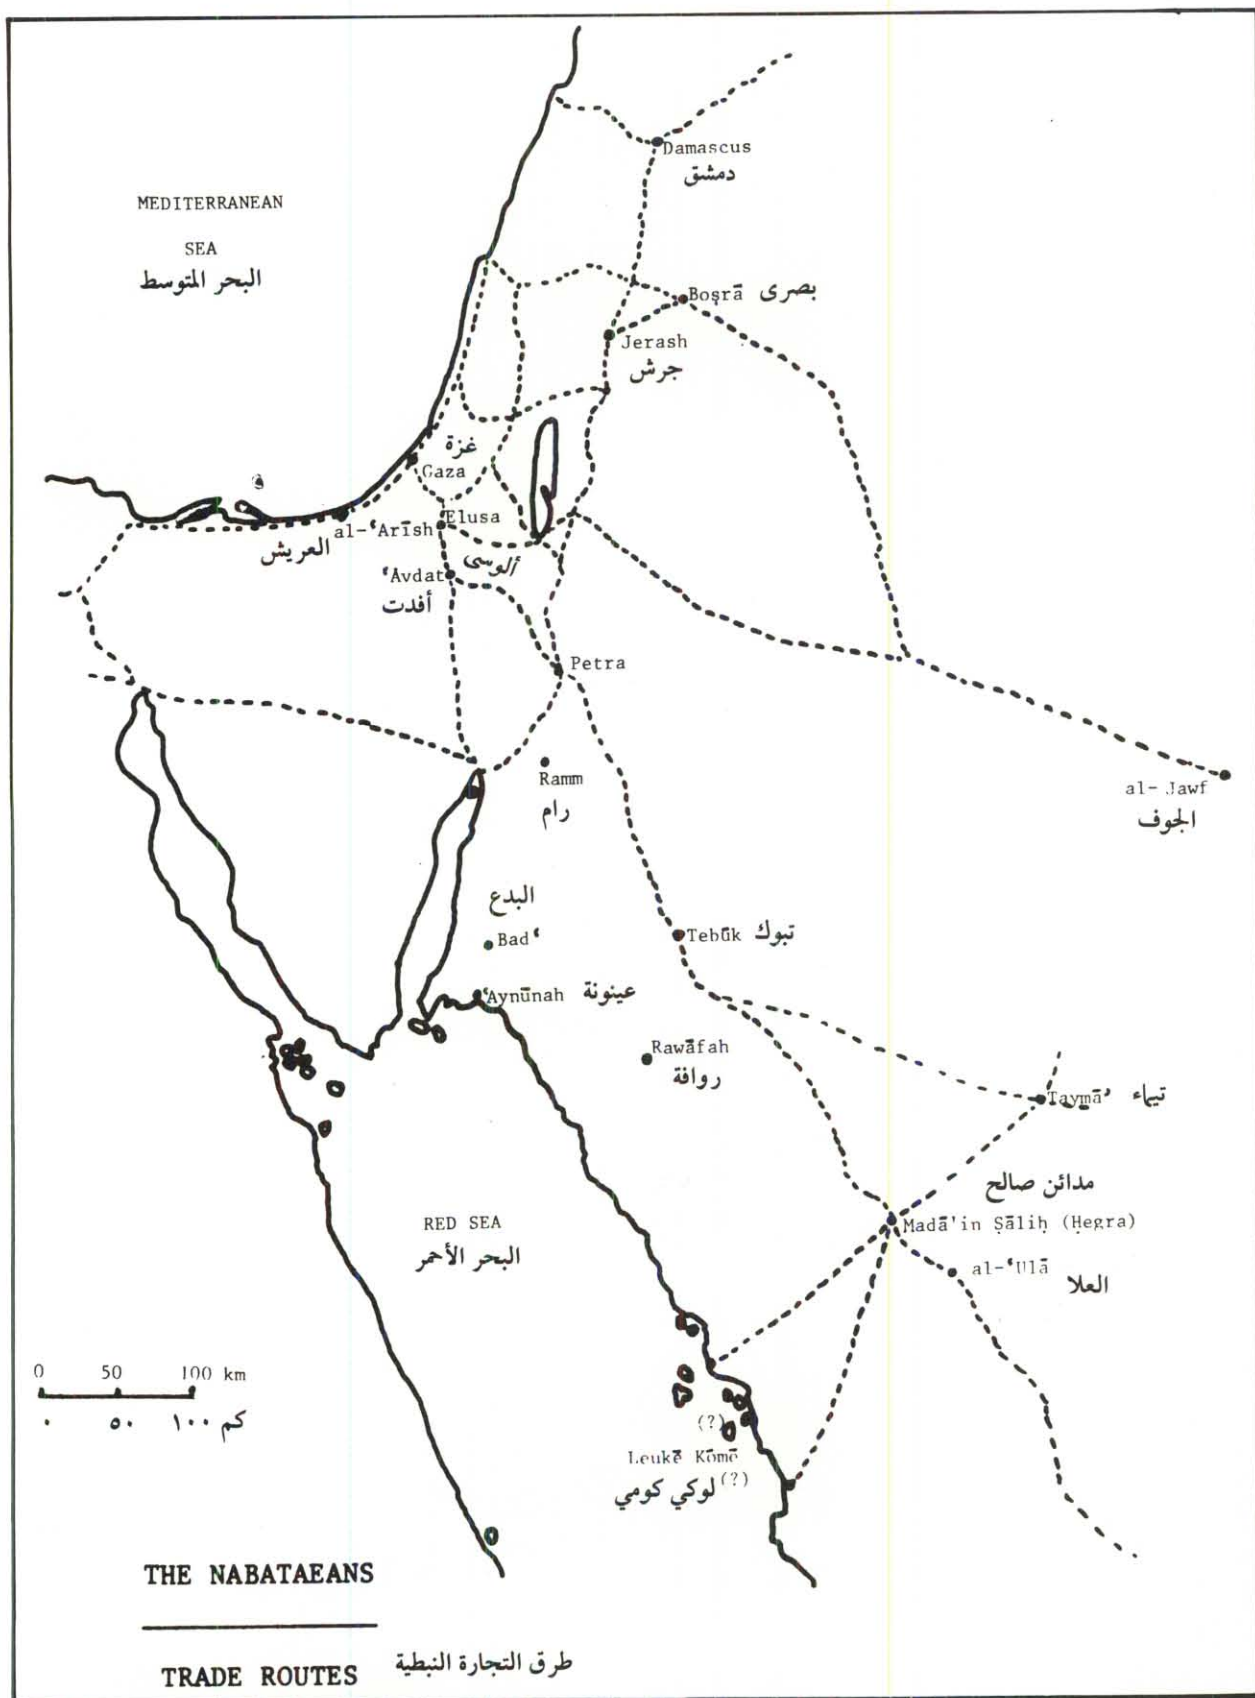 Damascus
دمشق
MEDITERRANEAN
SEA
البحر المتوسط
Boṣrā بصرى
Jerash
جرش
غزة
Gaza
Elusa
al-ʿArīsh
ألوسى
العريش
ʿAvdat
أفدت
Petra
Ramm
رام
al-Jawf
الجوف
البدع
Badʿ
Tebūk تبوك
ʿAynūnah عينونة
Rawāfah
روافة
Taymāʾ تيماء
مدائن صالح
Madā'in Ṣāliḥ (Ḥegra)
RED SEA
البحر الأحمر
al-ʿUlā العلا
0 50 100 km
٠ ٥٠ ١٠٠ كم
(?)
Leukē Kōmē
لوكي كومي (?)
THE NABATAEANS
TRADE ROUTES طرق التجارة النبطية